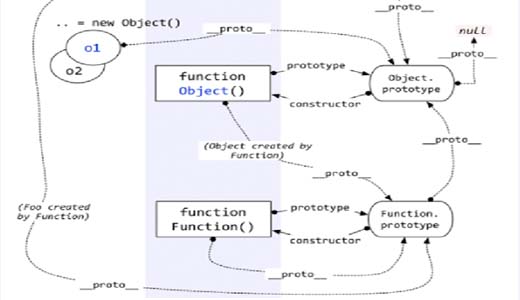 __proto__
.. = new Object()
__proto__
null
o1
__proto__
o2
function
Object()
prototype
Object.
prototype
constructor
__proto__
(Object created by
Function)
__proto__
(Foo created
by Function)
function
Function()
prototype
Function.
prototype
constructor
__proto__
__proto__